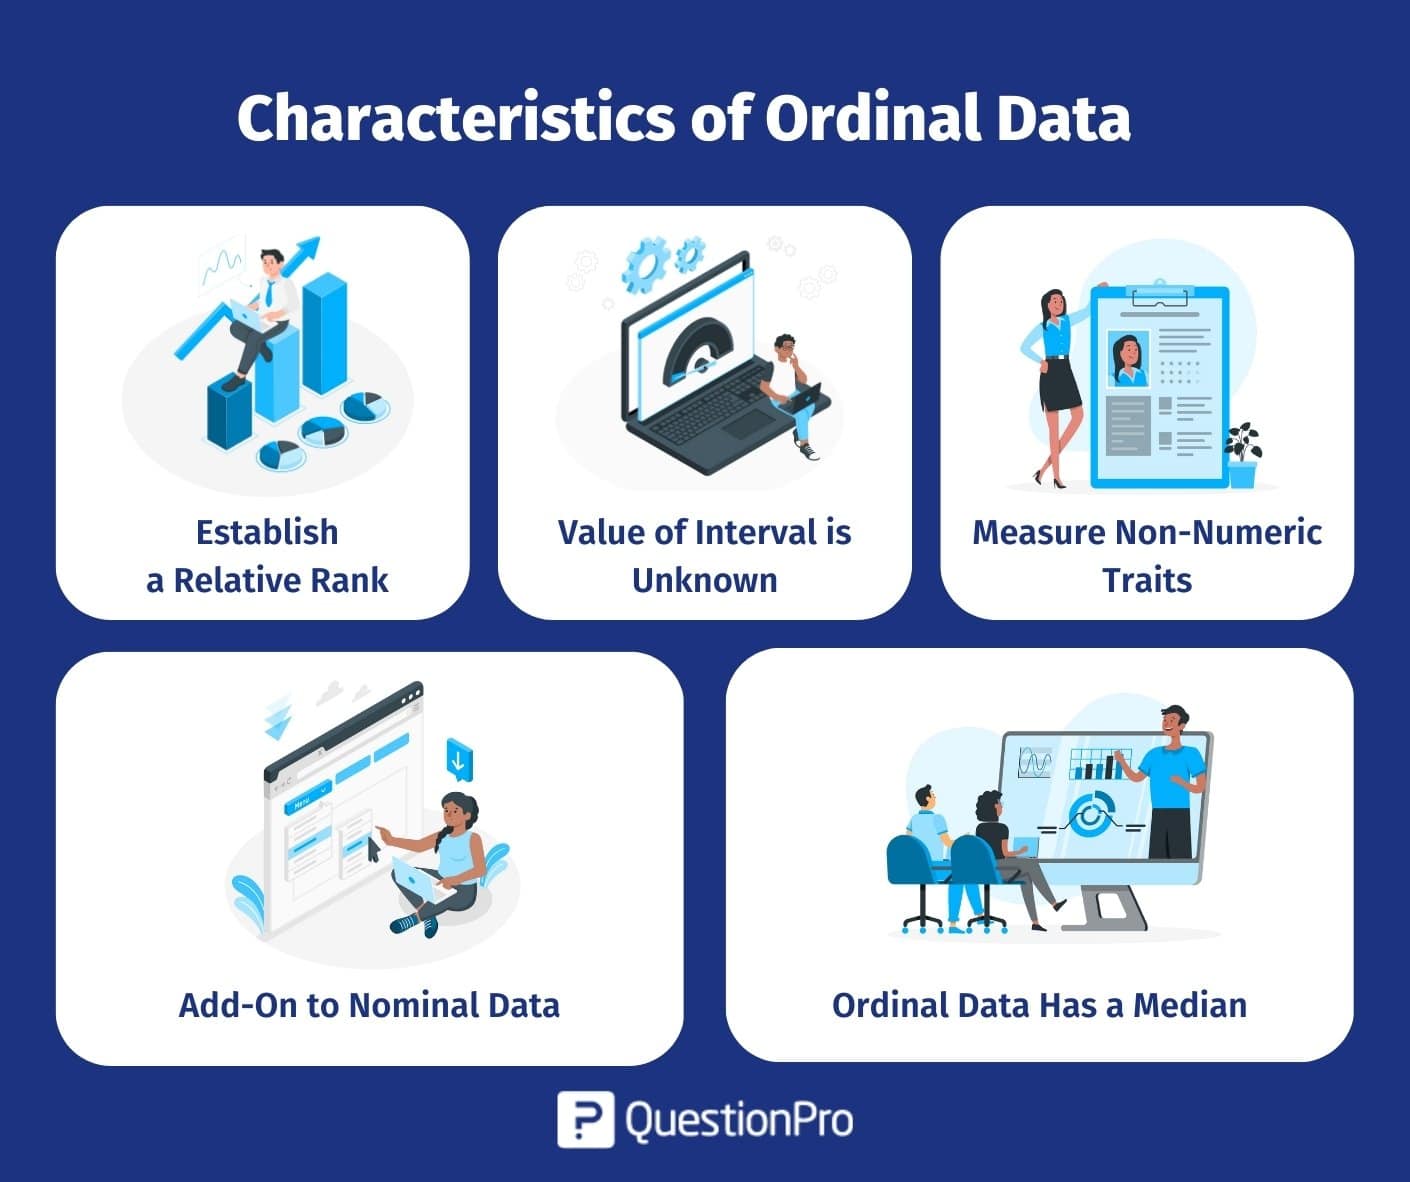 Characteristics of Ordinal Data
Establish
a Relative Rank
Value of Interval is
Unknown
Measure Non-Numeric
Traits
Menu
Add-On to Nominal Data
Ordinal Data Has a Median
QuestionPro